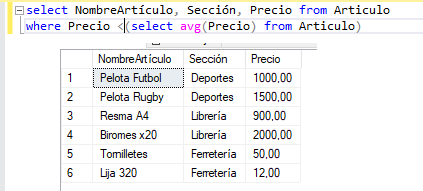 select NombreArtículo, Sección, Precio from Articulo
where Precio <(select avg(Precio) from Articulo)
NombreArtículo Sección Precio
1 Pelota Futbol Deportes 1000,00
2 Pelota Rugby Deportes 1500,00
3 Resma A4 Librería 900,00
4 Biromes x20 Librería 2000,00
5 Tornilletes Ferretería 50,00
6 Lija 320 Ferretería 12,00